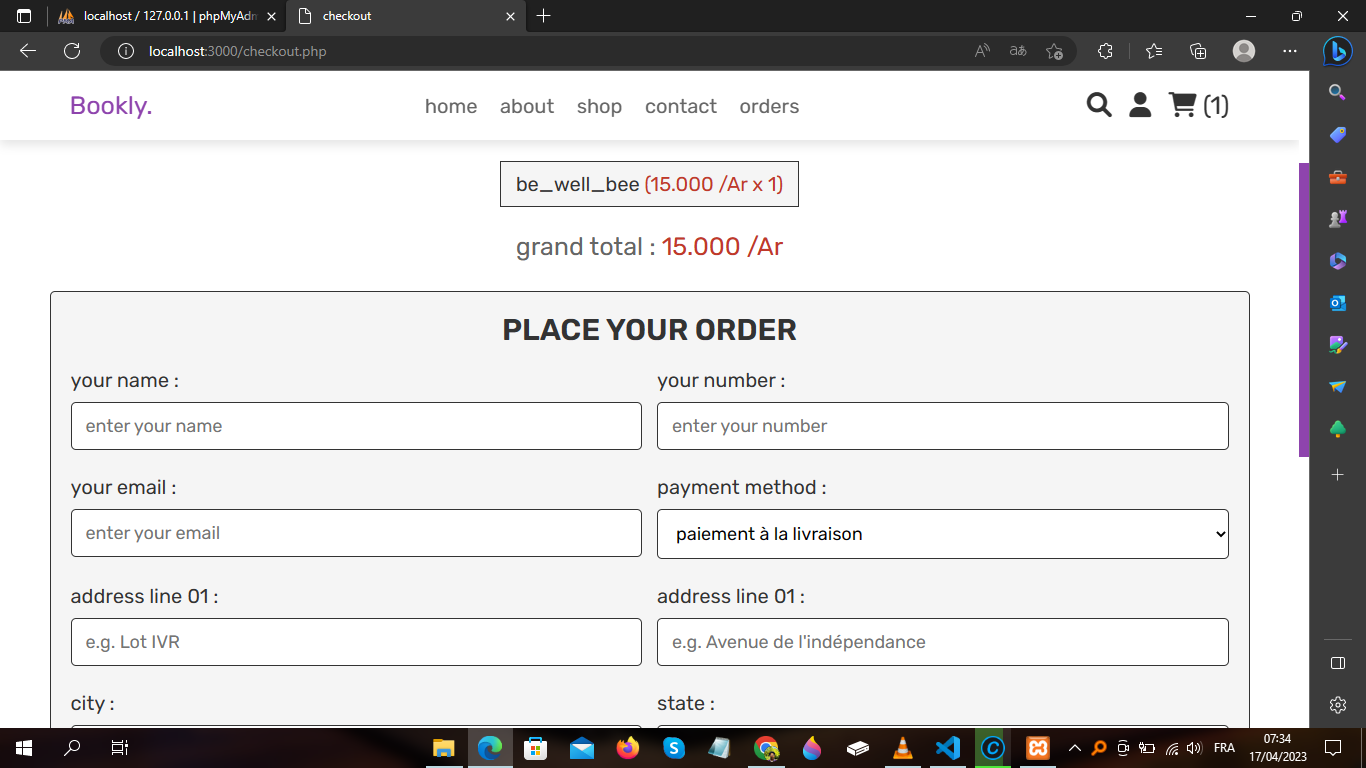 localhost / 127.0.0.1 | phpMyAdm
checkout
localhost:3000/checkout.php
Bookly.
home about shop contact orders
(1)
be_well_bee (15.000 /Ar x 1)
grand total : 15.000 /Ar
PLACE YOUR ORDER
your name : your number :
enter your name enter your number
your email : payment method :
enter your email paiement à la livraison
address line 01 : address line 01 :
e.g. Lot IVR e.g. Avenue de l'indépendance
city : state :
FRA
07:34
17/04/2023